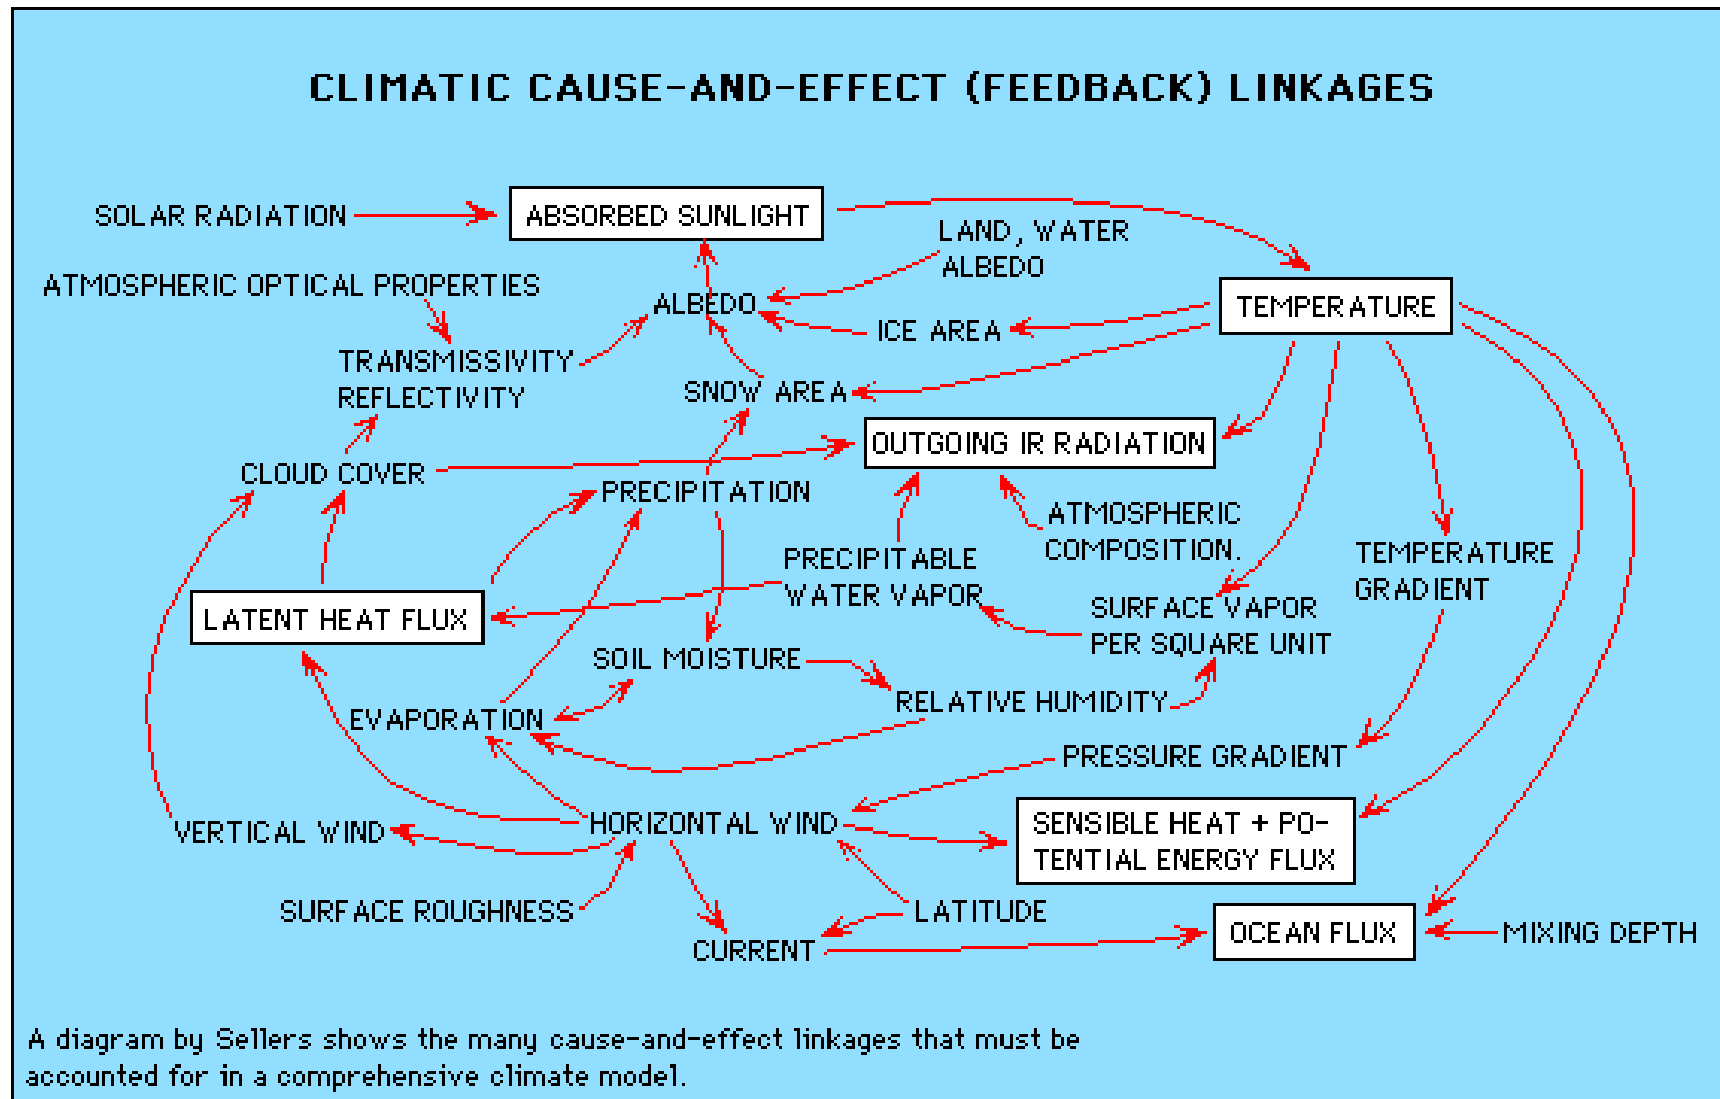 CLIMATIC CAUSE-AND-EFFECT (FEEDBACK) LINKAGES
SOLAR RADIATION
ABSORBED SUNLIGHT
LAND, WATER
ALBEDO
ATMOSPHERIC OPTICAL PROPERTIES
ALBEDO
TEMPERATURE
ICE AREA
TRANSMISSIVITY
REFLECTIVITY
SNOW AREA
OUTGOING IR RADIATION
CLOUD COVER
PRECIPITATION
ATMOSPHERIC
COMPOSITION.
PRECIPITABLE
WATER VAPOR
TEMPERATURE
GRADIENT
LATENT HEAT FLUX
SURFACE VAPOR
PER SQUARE UNIT
SOIL MOISTURE
RELATIVE HUMIDITY
EVAPORATION
PRESSURE GRADIENT
VERTICAL WIND
HORIZONTAL WIND
SENSIBLE HEAT + PO-
TENTIAL ENERGY FLUX
SURFACE ROUGHNESS
LATITUDE
CURRENT
OCEAN FLUX
MIXING DEPTH
A diagram by Sellers shows the many cause-and-effect linkages that must be
accounted for in a comprehensive climate model.